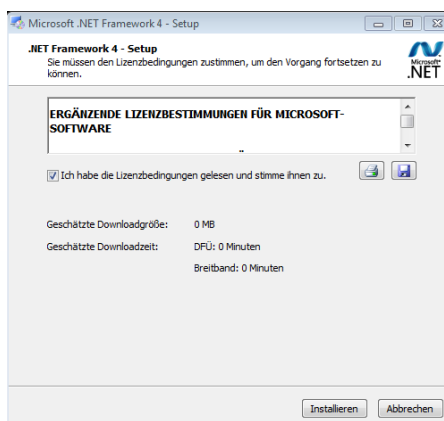 Microsoft .NET Framework 4 - Setup
.NET Framework 4 - Setup
Sie müssen den Lizenzbedingungen zustimmen, um den Vorgang fortsetzen zu
können.
Microsoft
.NET
ERGÄNZENDE LIZENZBESTIMMUNGEN FÜR MICROSOFT-
SOFTWARE
Ich habe die Lizenzbedingungen gelesen und stimme ihnen zu.
Geschätzte Downloadgröße: 0 MB
Geschätzte Downloadzeit: DFÜ: 0 Minuten
Breitband: 0 Minuten
Installieren Abbrechen